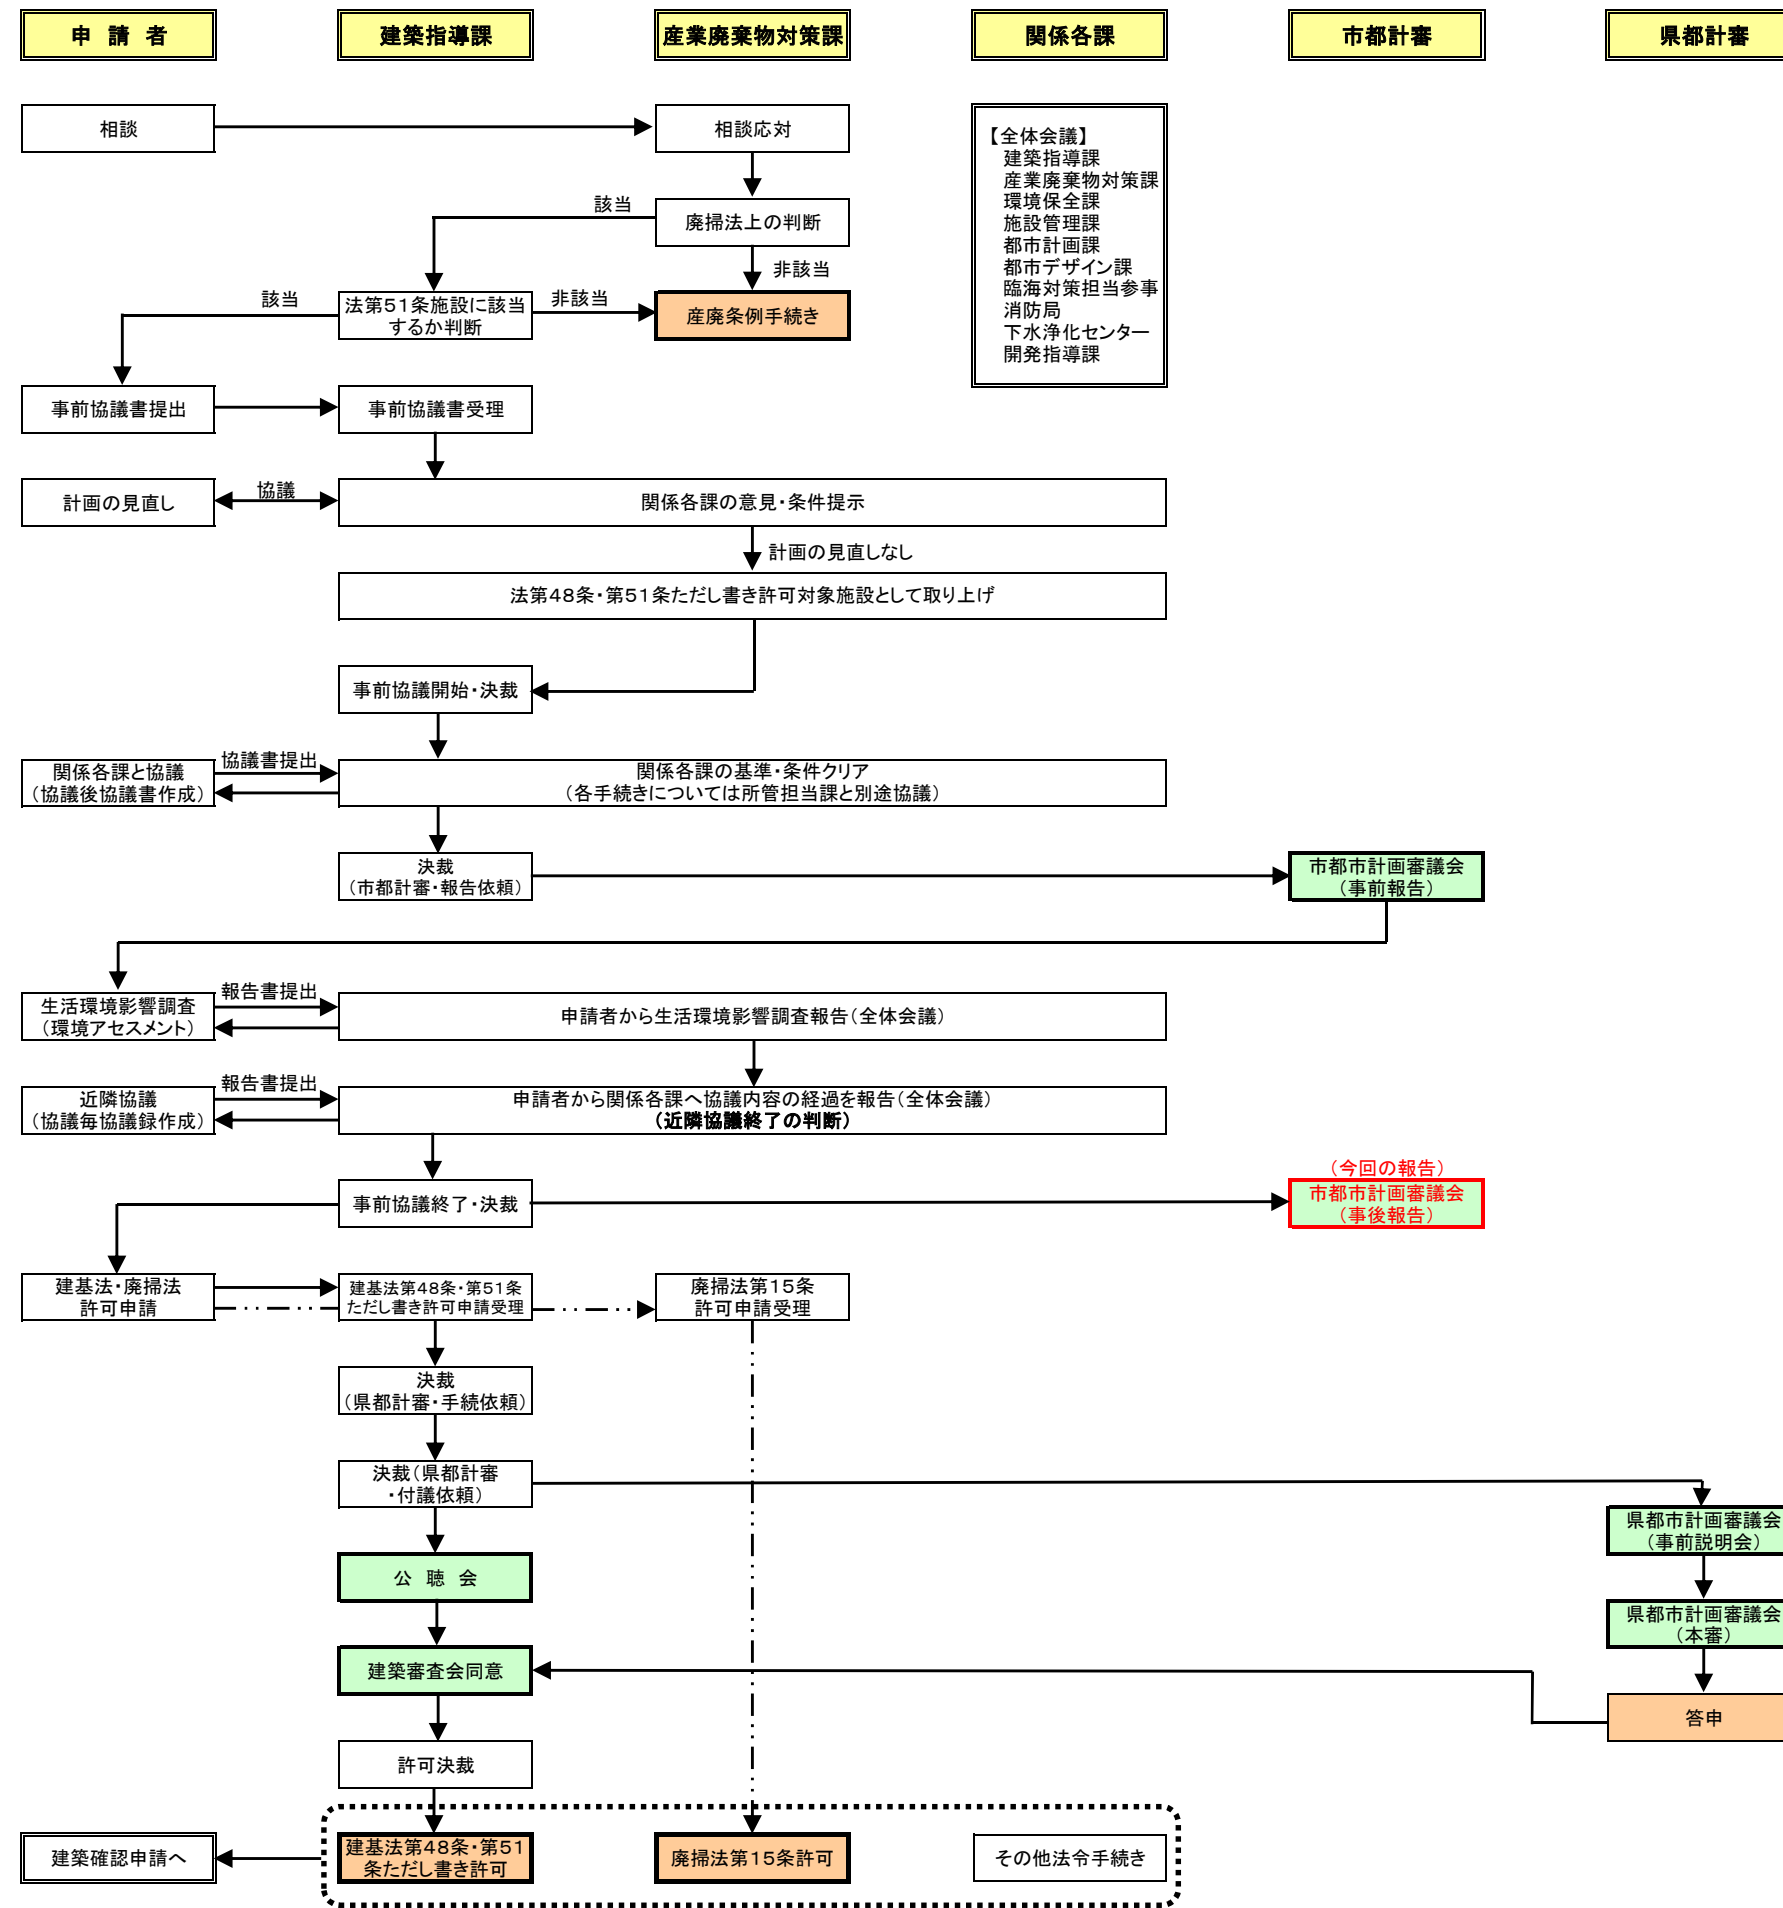 申 請 者
建築指導課
産業廃棄物対策課
関係各課
市都計審
県都計審
相談
相談応対
【全体会議】
建築指導課
産業廃棄物対策課
環境保全課
施設管理課
都市計画課
都市デザイン課
臨海対策担当参事
消防局
下水浄化センター
開発指導課
該当
廃掃法上の判断
非該当
該当
法第51条施設に該当
するか判断
非該当
産廃条例手続き
事前協議書提出
事前協議書受理
計画の見直し
協議
関係各課の意見・条件提示
計画の見直しなし
法第48条・第51条ただし書き許可対象施設として取り上げ
事前協議開始・決裁
関係各課と協議
(協議後協議書作成)
協議書提出
関係各課の基準・条件クリア
(各手続きについては所管担当課と別途協議)
決裁
(市都計審・報告依頼)
市都市計画審議会
(事前報告)
生活環境影響調査
(環境アセスメント)
報告書提出
申請者から生活環境影響調査報告(全体会議)
近隣協議
(協議毎協議録作成)
報告書提出
申請者から関係各課へ協議内容の経過を報告(全体会議)
(近隣協議終了の判断)
事前協議終了・決裁
(今回の報告)
市都市計画審議会
(事後報告)
建基法・廃掃法
許可申請
建基法第48条・第51条
ただし書き許可申請受理
廃掃法第15条
許可申請受理
決裁
(県都計審・手続依頼)
決裁(県都計審
・付議依頼)
県都市計画審議会
(事前説明会)
公 聴 会
県都市計画審議会
(本審)
建築審査会同意
答申
許可決裁
建築確認申請へ
建基法第48条・第51
条ただし書き許可
廃掃法第15条許可
その他法令手続き